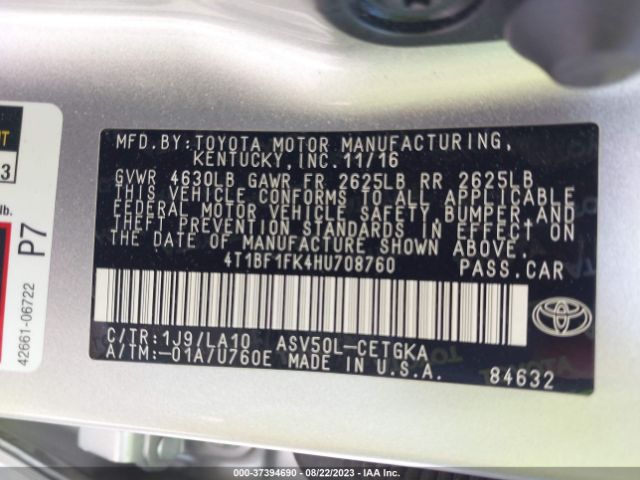 MFD. BY: TOYOTA MOTOR MANUFACTURING,
KENTUCKY, INC. 11/16
GVWR 4630LB GAWR FR 2625LB RR 2625LB
THIS VEHICLE CONFORMS TO ALL APPLICABLE
FEDERAL MOTOR VEHICLE SAFETY, BUMPER, AND
THEFT PREVENTION STANDARDS IN EFFECT ON
THE DATE OF MANUFACTURE SHOWN ABOVE.
4T1BF1FK4HU708760 PASS. CAR
C/TR: 1J9/LA10 ASV50L-CETGKA
A/TM: -01A/U760E MADE IN U.S.A.
84632
3
lb.
P7
42661-06722
000-37394690 - 08/22/2023 - IAA Inc.